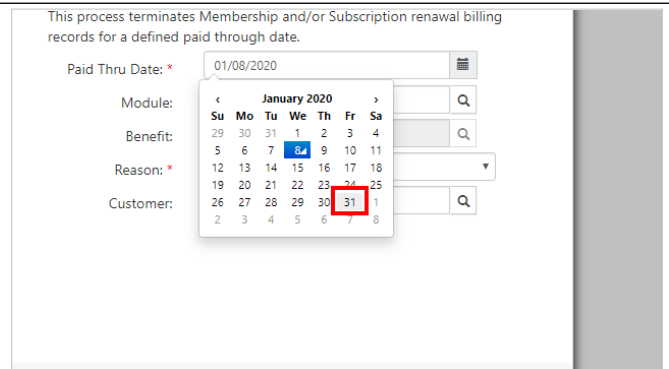 This process terminates Membership and/or Subscription renawal billing
records for a defined paid through date.
Paid Thru Date: * 01/08/2020
Module:
Benefit:
Reason: *
Customer:
‹ January 2020 ›
Su Mo Tu We Th Fr Sa
29 30 31 1 2 3 4
5 6 7 8 9 10 11
12 13 14 15 16 17 18
19 20 21 22 23 24 25
26 27 28 29 30 31 1
2 3 4 5 6 7 8